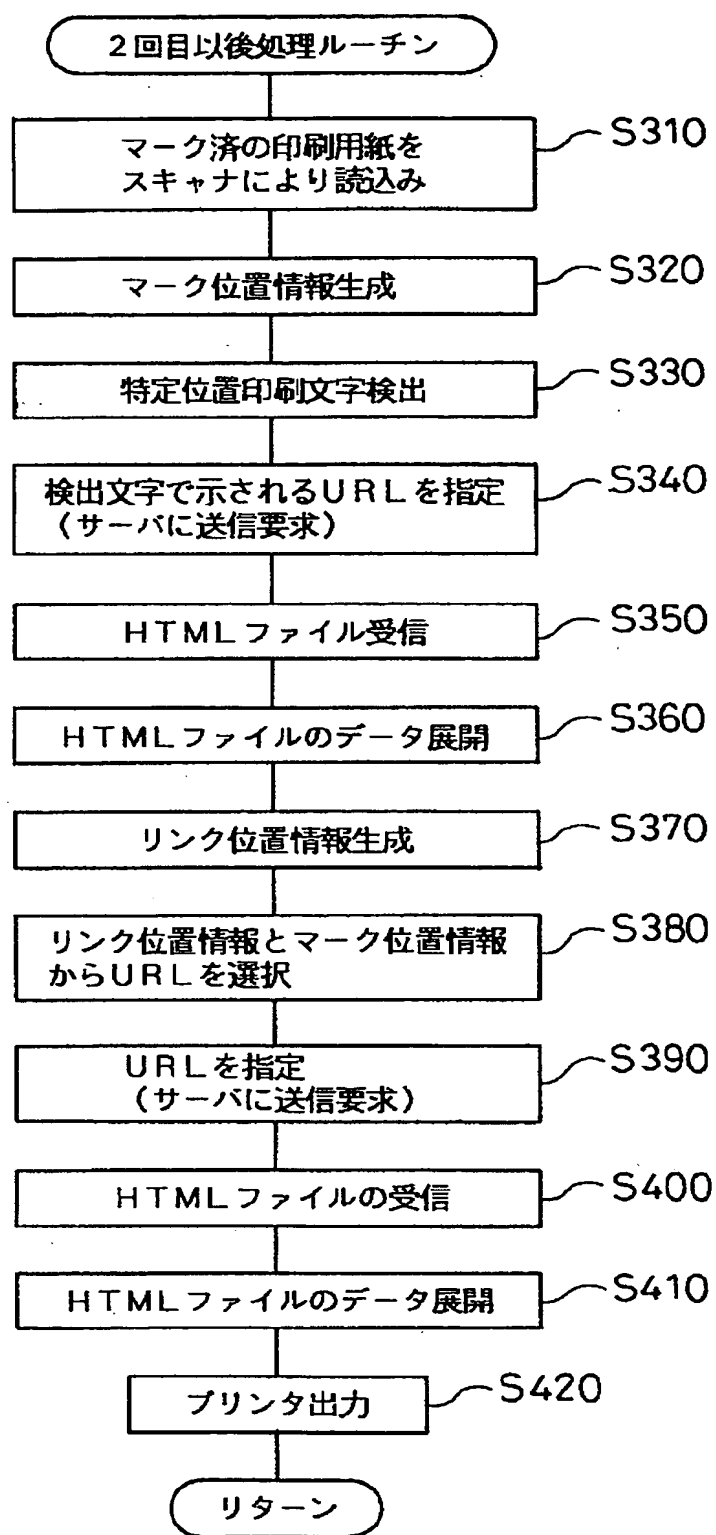 2回目以後処理ルーチン
マーク済の印刷用紙を
スキャナにより読込み
S310
マーク位置情報生成
S320
特定位置印刷文字検出
S330
検出文字で示されるURLを指定
（サーバに送信要求）
S340
HTMLファイル受信
S350
HTMLファイルのデータ展開
S360
リンク位置情報生成
S370
リンク位置情報とマーク位置情報
からURLを選択
S380
URLを指定
（サーバに送信要求）
S390
HTMLファイルの受信
S400
HTMLファイルのデータ展開
S410
プリンタ出力
S420
リターン